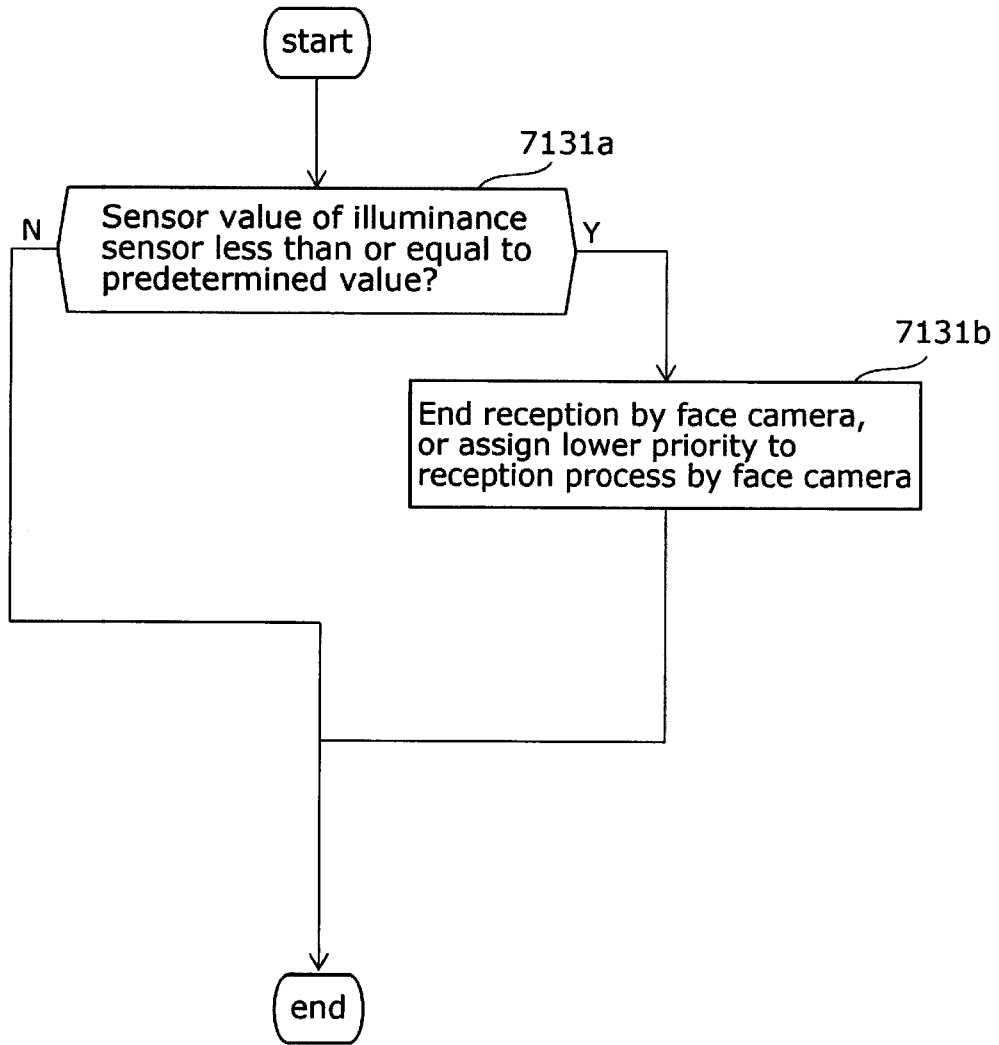 start
7131a
N
Sensor value of illuminance
sensor less than or equal to
predetermined value?
Y
7131b
End reception by face camera,
or assign lower priority to
reception process by face camera
end